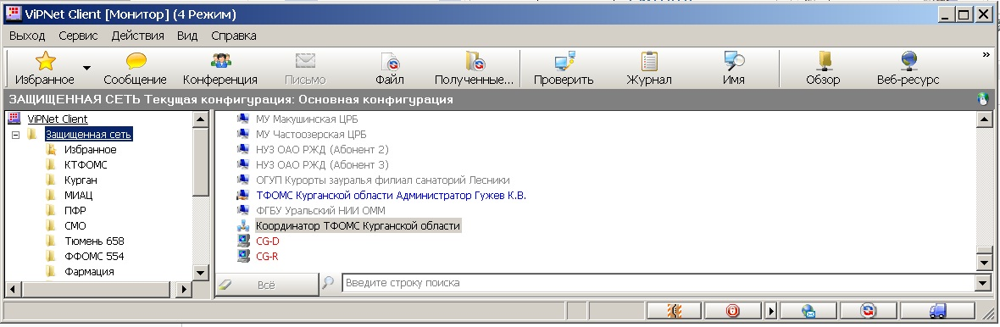 ViPNet Client [Монитор] (4 Режим)
Выход Сервис Действия Вид Справка
Избранное Сообщение Конференция Письмо Файл Полученные... Проверить Журнал Имя Обзор Веб-ресурс »
ЗАЩИЩЕННАЯ СЕТЬ Текущая конфигурация: Основная конфигурация
ViPNet Client
Защищенная сеть
Избранное
КТФОМС
Курган
МИАЦ
ПФР
СМО
Тюмень 658
ФФОМС 554
Фармация
МУ Макушинская ЦРБ
МУ Частоозерская ЦРБ
НУЗ ОАО РЖД (Абонент 2)
НУЗ ОАО РЖД (Абонент 3)
ОГУП Курорты зауралья филиал санаторий Лесники
ТФОМС Курганской области Администратор Гужев К.В.
ФГБУ Уральский НИИ ОММ
Координатор ТФОМС Курганской области
CG-D
CG-R
Всё
Введите строку поиска